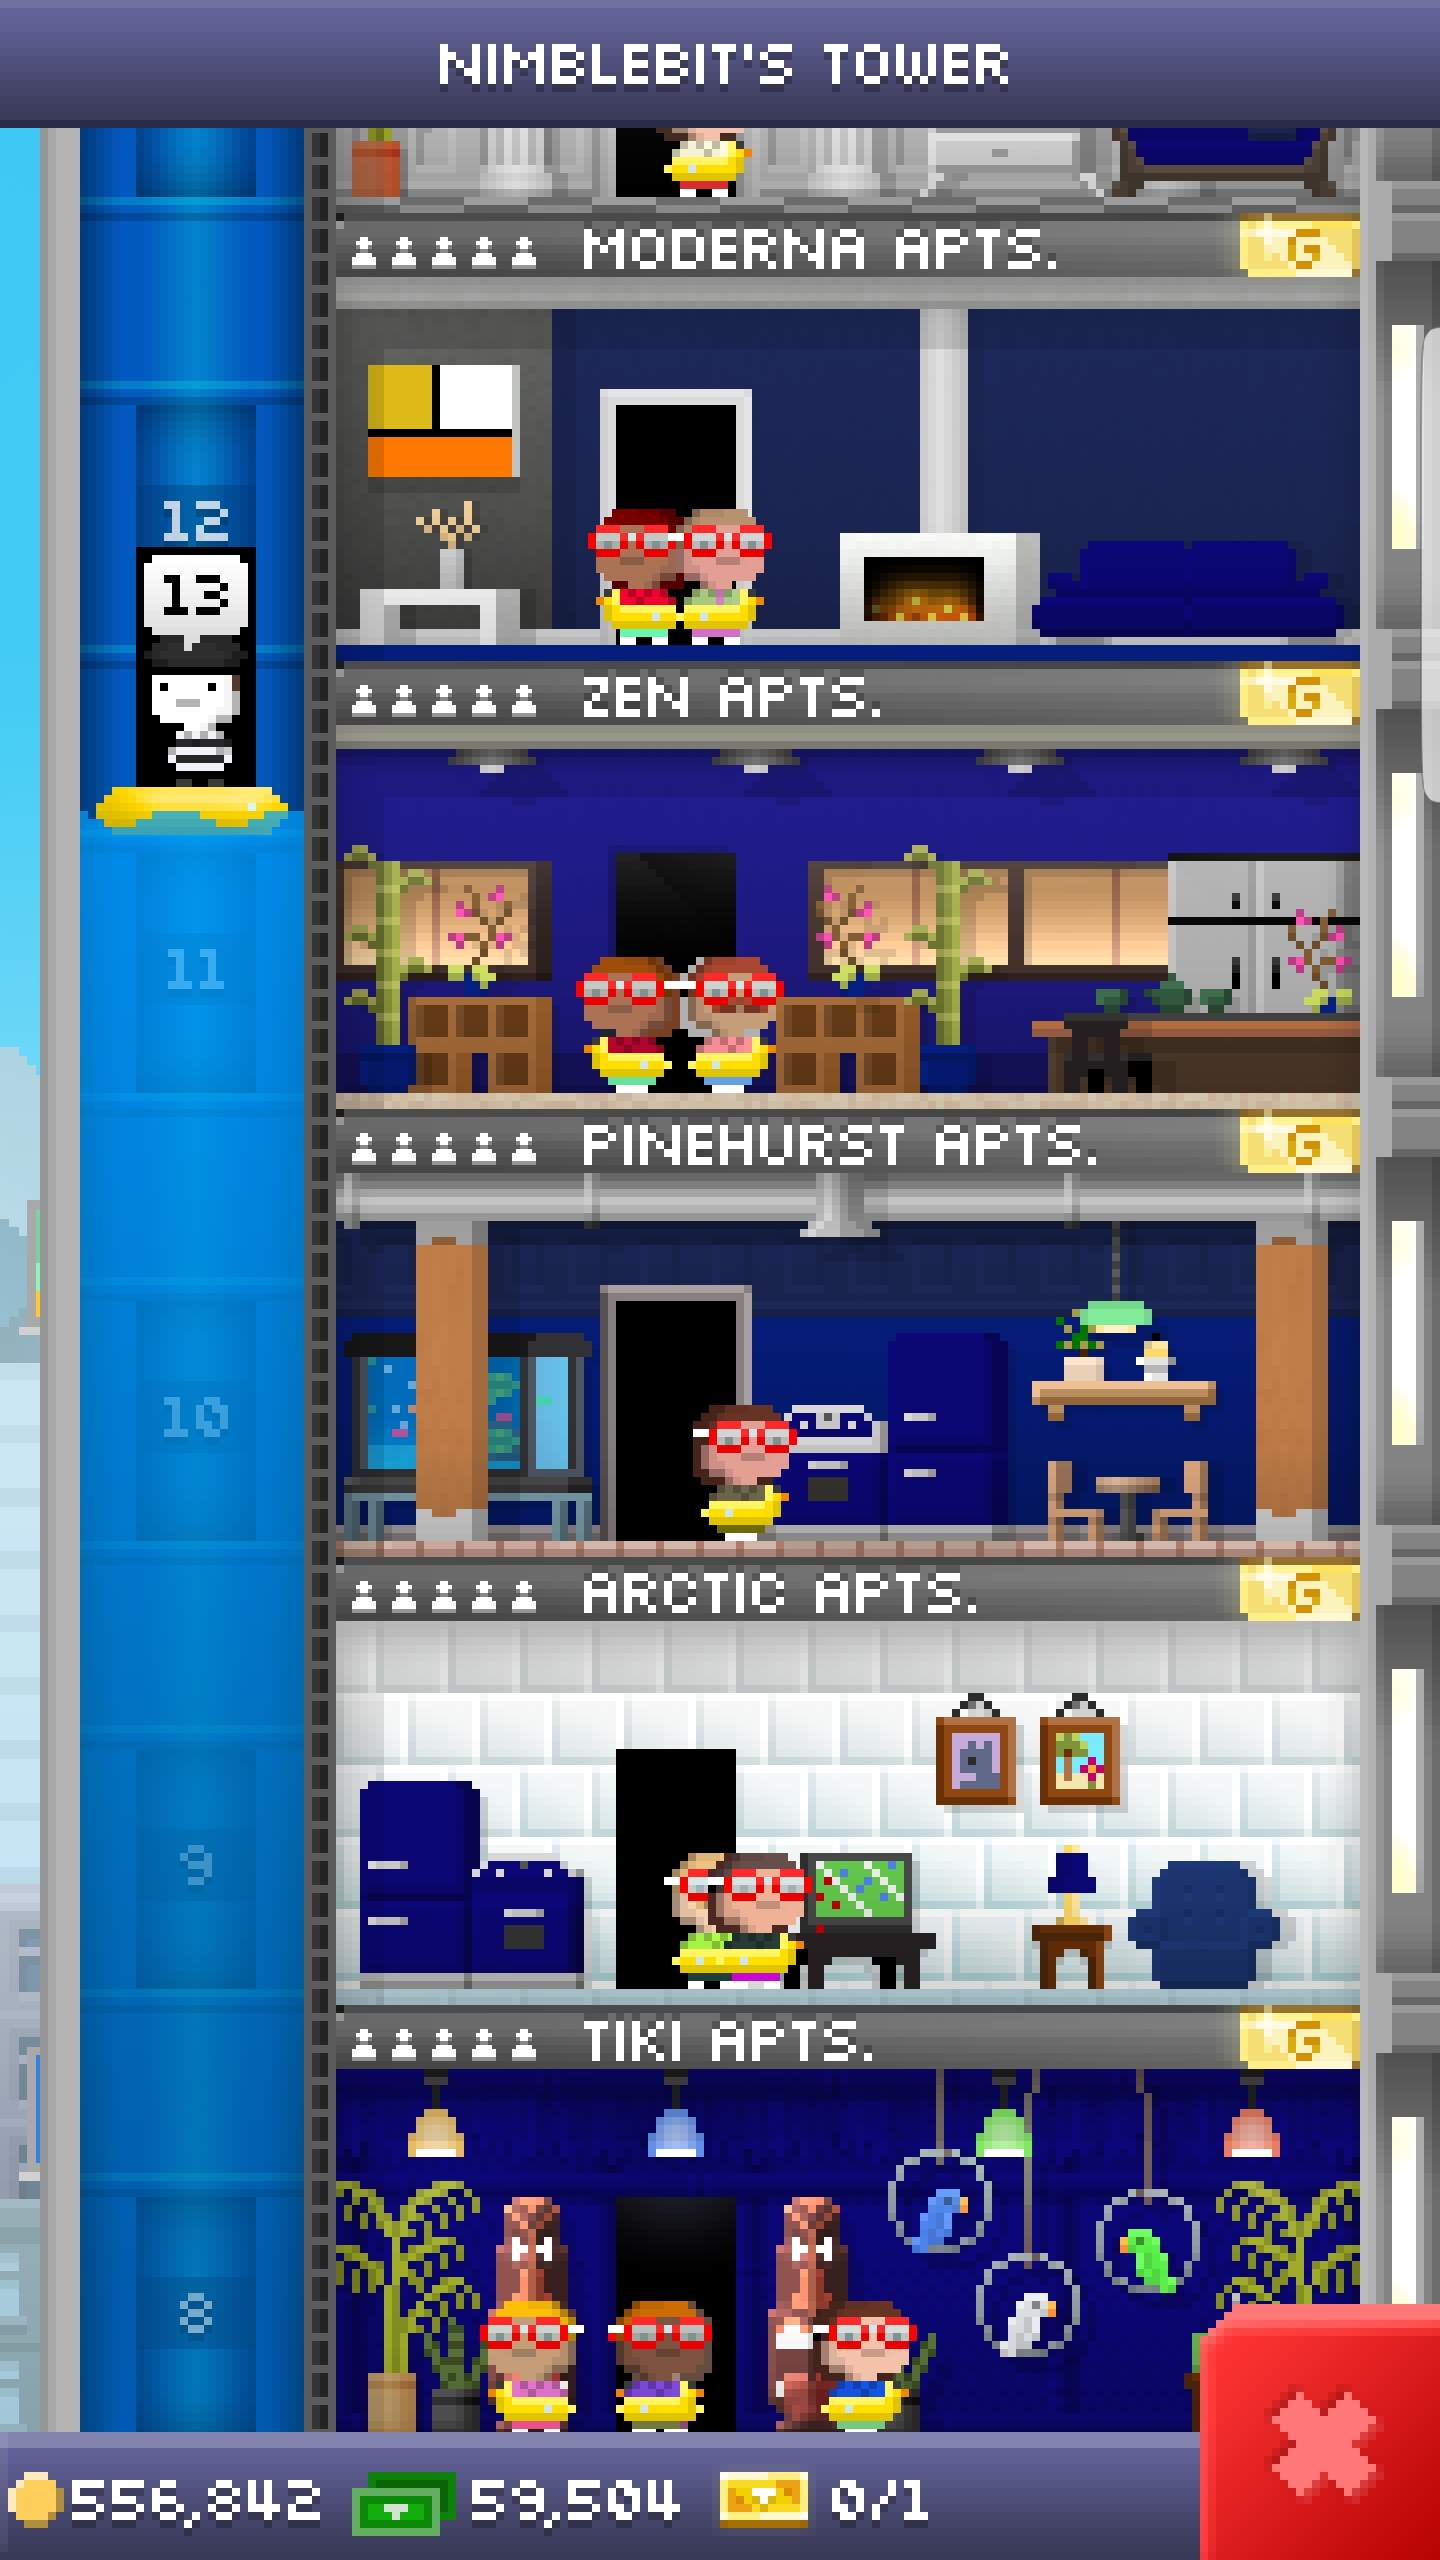 NIMBLEBIT'S TOWER
MODERNA APTS. G
12
13
ZEN APTS. G
11
PINEHURST APTS. G
10
ARCTIC APTS. G
9
TIKI APTS. G
8
556,842 59,504 0/1